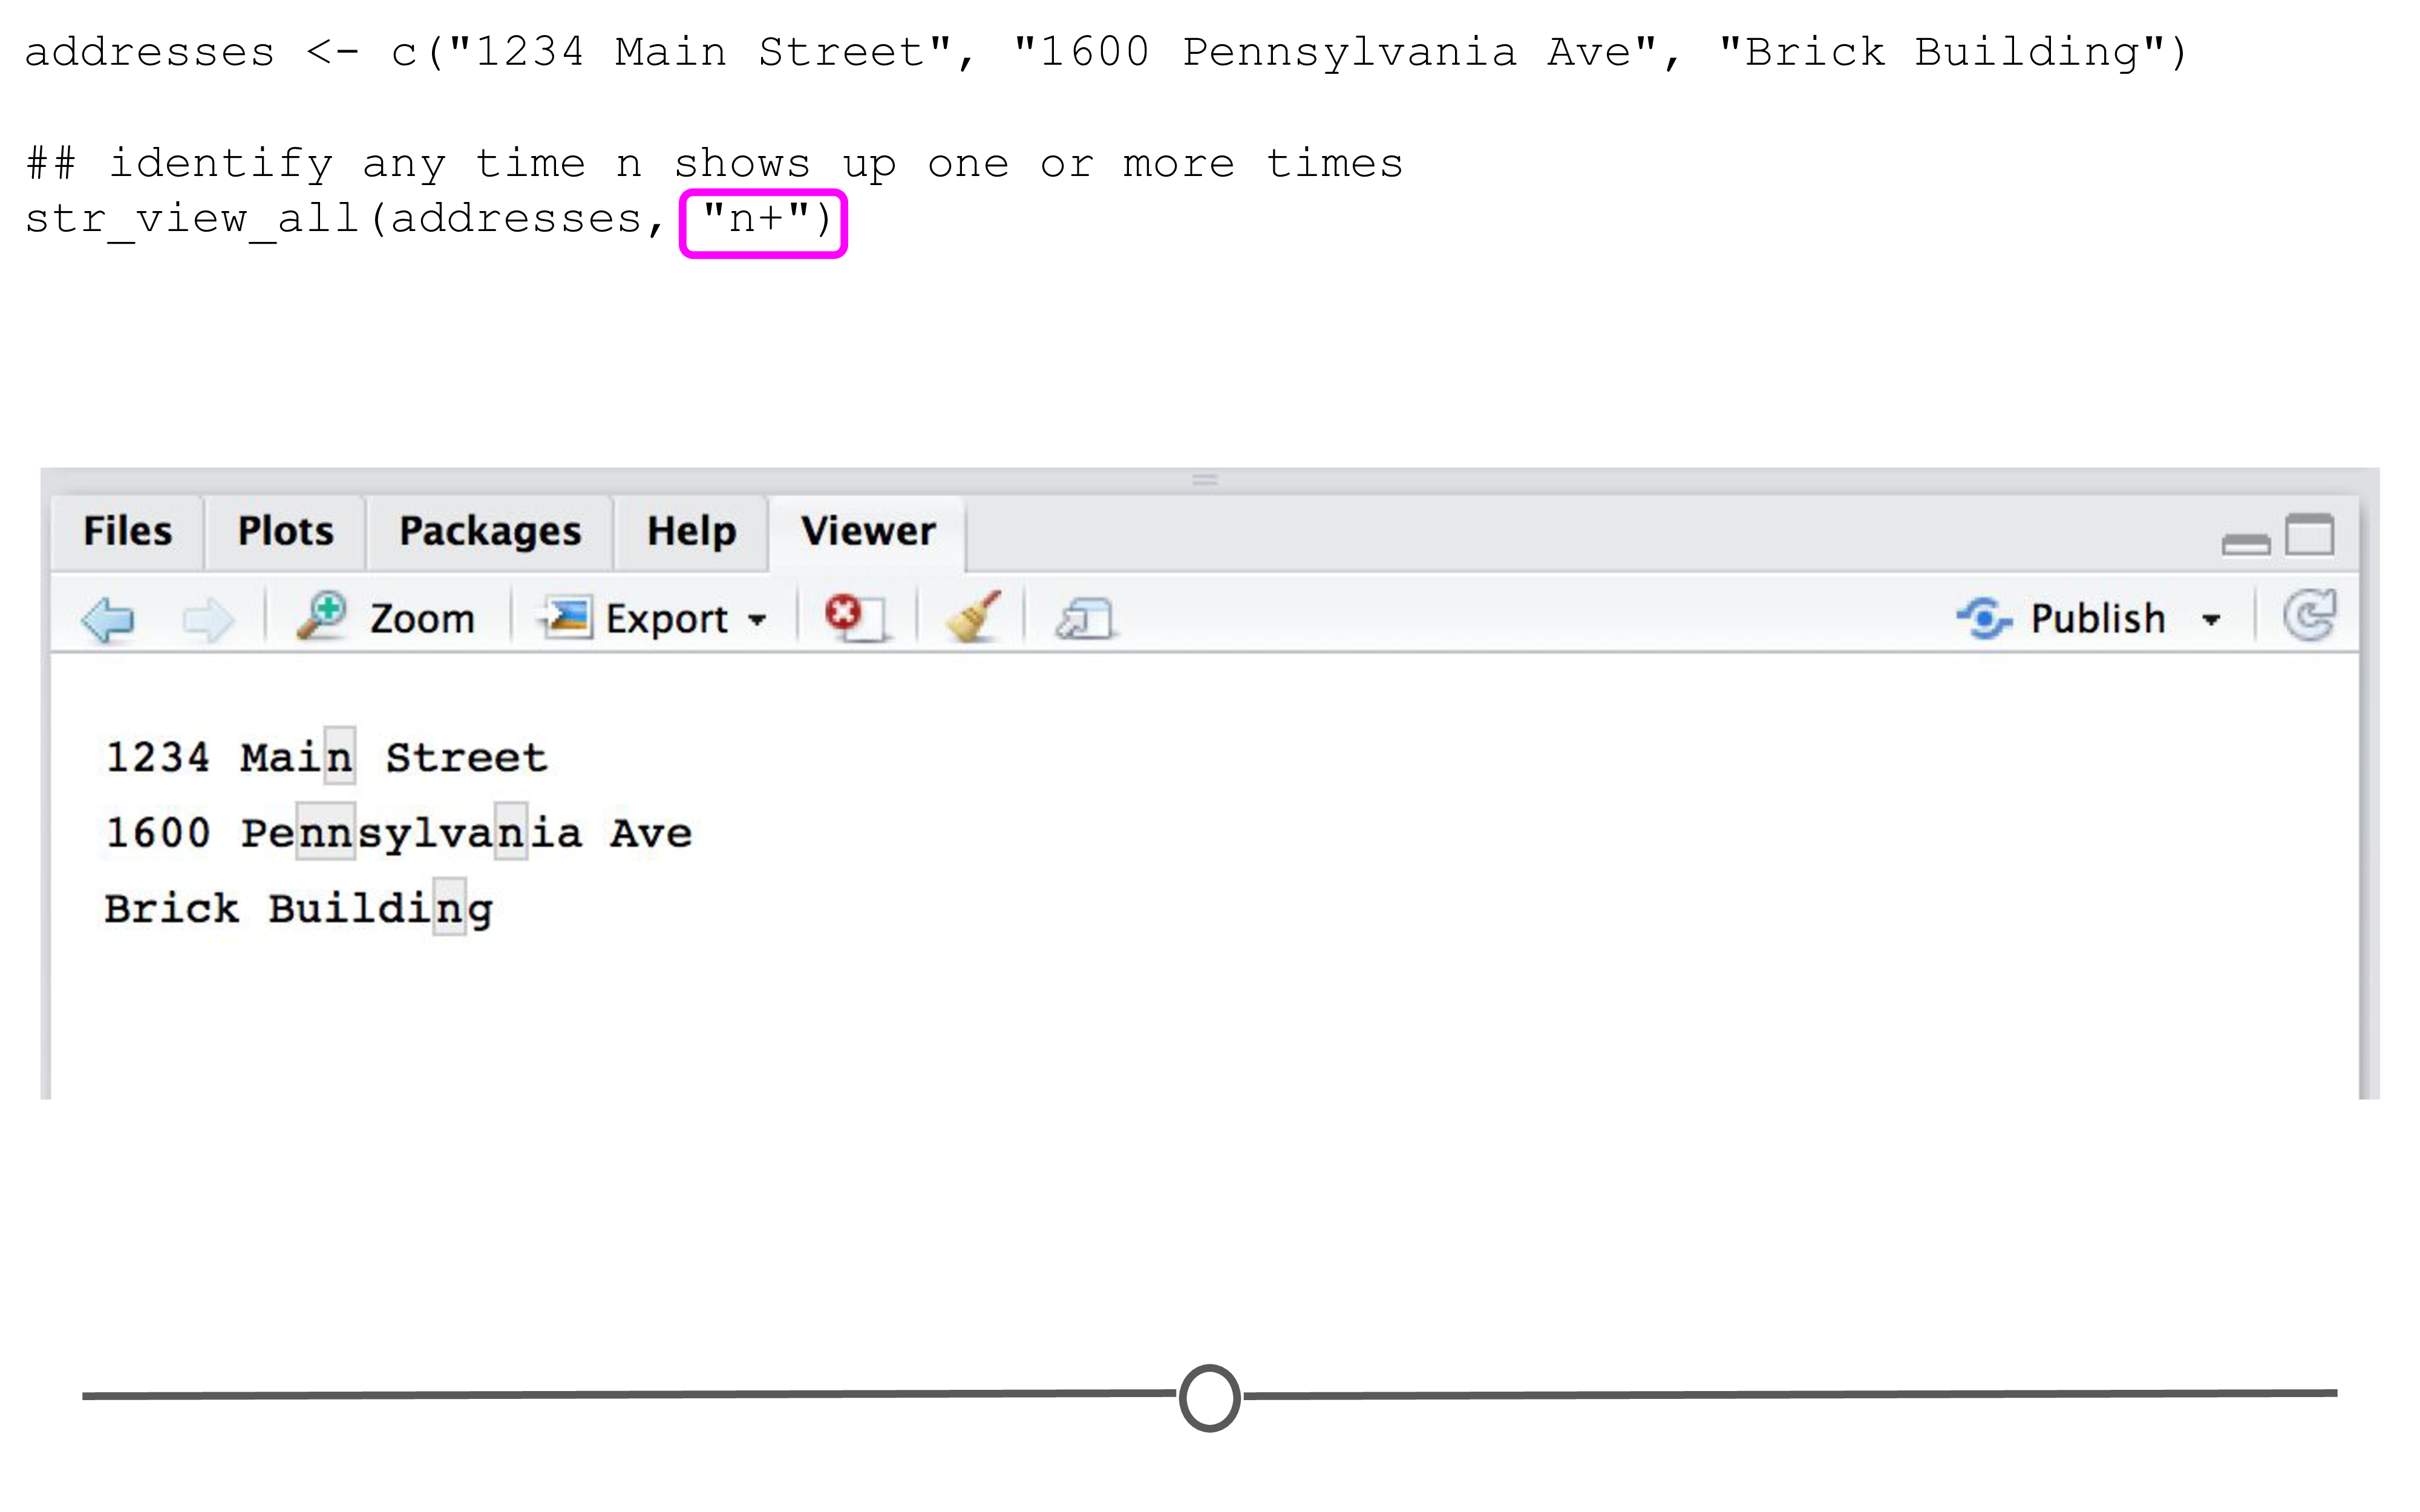 addresses <- c("1234 Main Street", "1600 Pennsylvania Ave", "Brick Building")
## identify any time n shows up one or more times
str_view_all(addresses, "n+")
Files Plots Packages Help Viewer
Zoom Export Publish
1234 Main Street
1600 Pennsylvania Ave
Brick Building